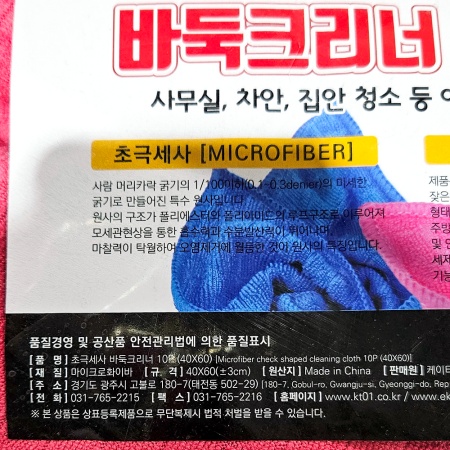 바둑크리너
사무실, 차안, 집안 청소 등
초극세사 [MICROFIBER]
사람 머리카락 굵기의 1/100이하(0.1~0.3denier)의 미세한
굵기로 만들어진 특수 원사입니다.
원사의 구조가 폴리에스터와 폴리아미드의 루프구조로 이루어져
모세관현상을 통한 흡수력과 수분발산력이 뛰어나며
마찰력이 탁월하여 오염제거에 월등한 것이 원사의 특징입니다.
제품
잦은
형태
주방
및 인
세제
기능
품질경영 및 공산품 안전관리법에 의한 품질표시
[품 명] 초극세사 바둑크리너 10P(40X60) [Microfiber check shaped cleaning cloth 10P (40X60)]
[재 질] 마이크로화이바 [규 격] 40X60(±3cm) [원산지] Made in China [판매원] 케이티
[주 소] 경기도 광주시 고불로 180-7(태전동 502-29) [180-7, Gobul-ro, Gwangju-si, Gyeonggi-do, Rep
[전 화] 031-765-2215 [팩 스] 031-765-2216 [홈페이지] www.kt01.co.kr / www.ek
※ 본 상품은 상표등록제품으로 무단복제시 법적 처벌을 받을 수 있습니다.